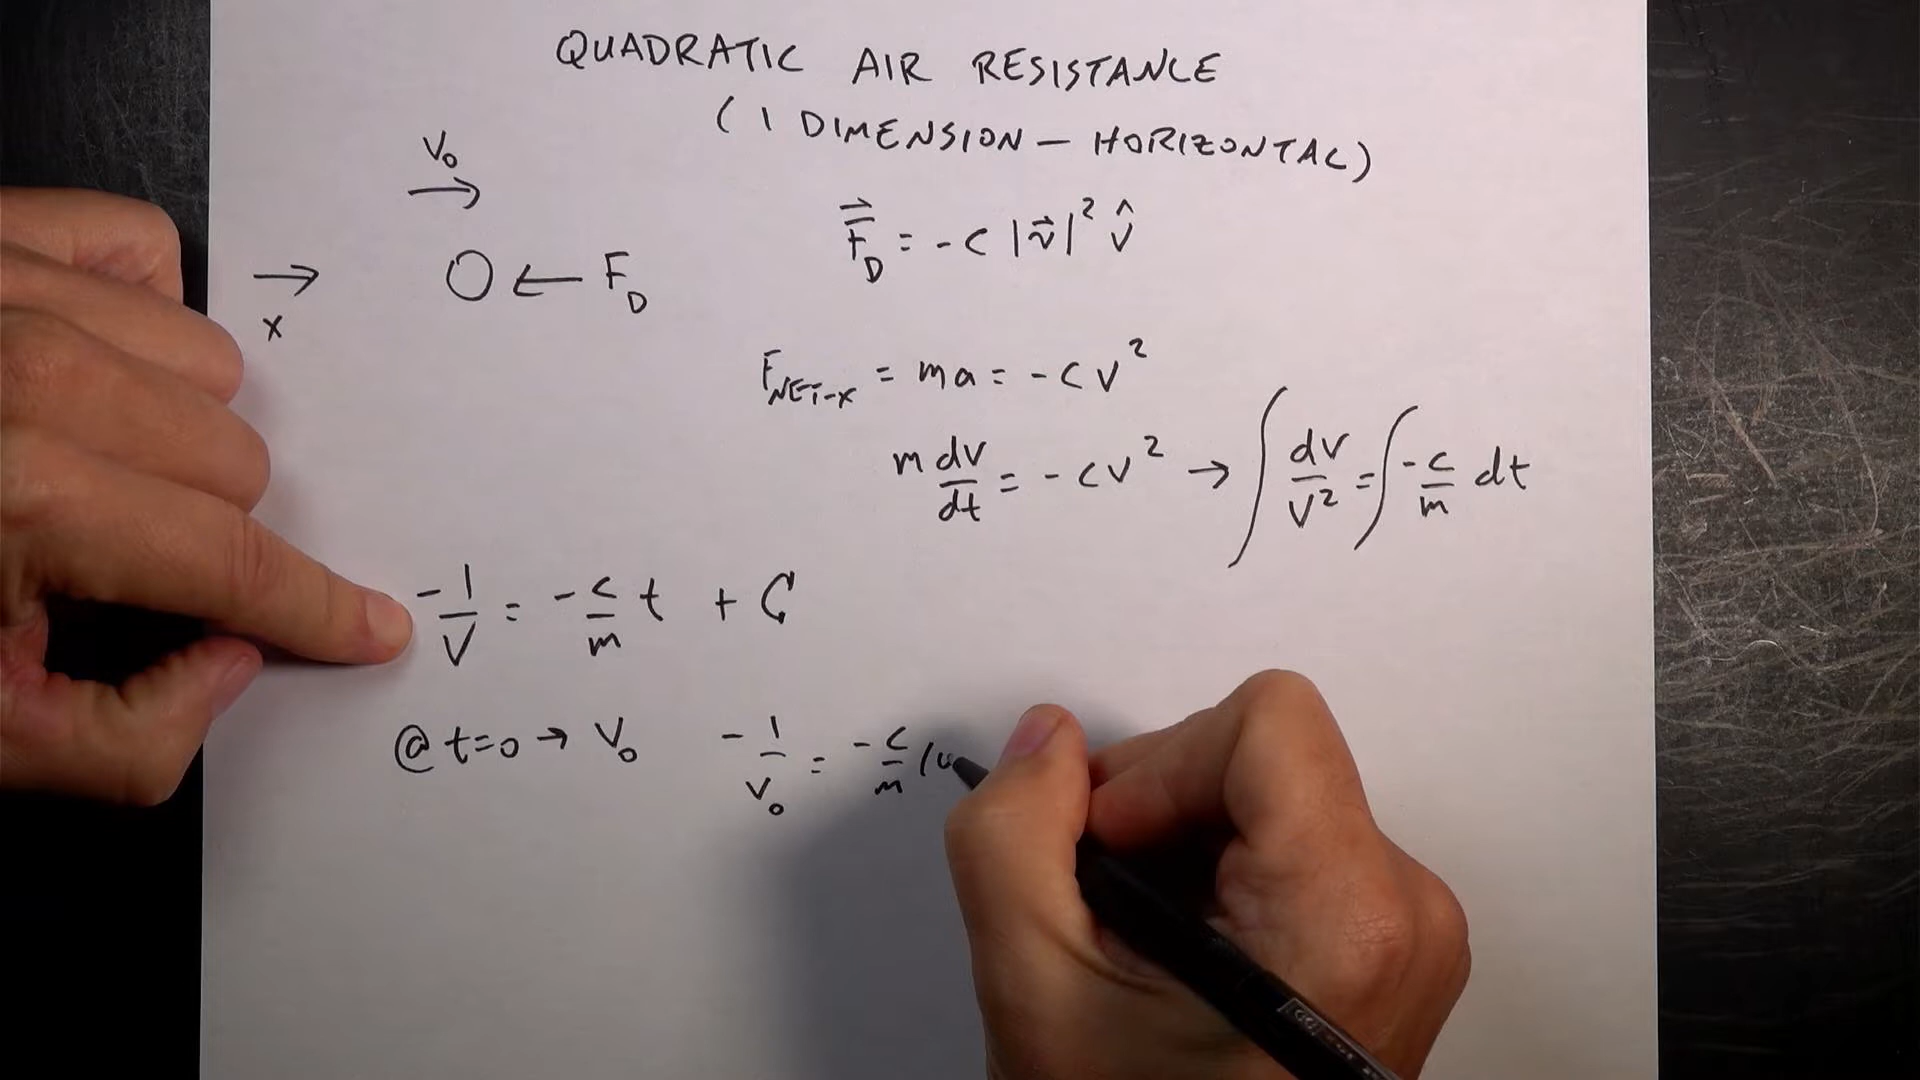 QUADRATIC AIR RESISTANCE
(1 DIMENSION - HORIZONTAL)
V₀
→
F⃗_D = -c |v⃗|² v̂
→ O ← F_D
x
F_NET-X = ma = -cv²
m dv/dt = -cv² → ∫ dv/v² = ∫ -c/m dt
-1/v = -c/m t + C
@ t=0 → V₀ -1/v₀ = -c/m (0